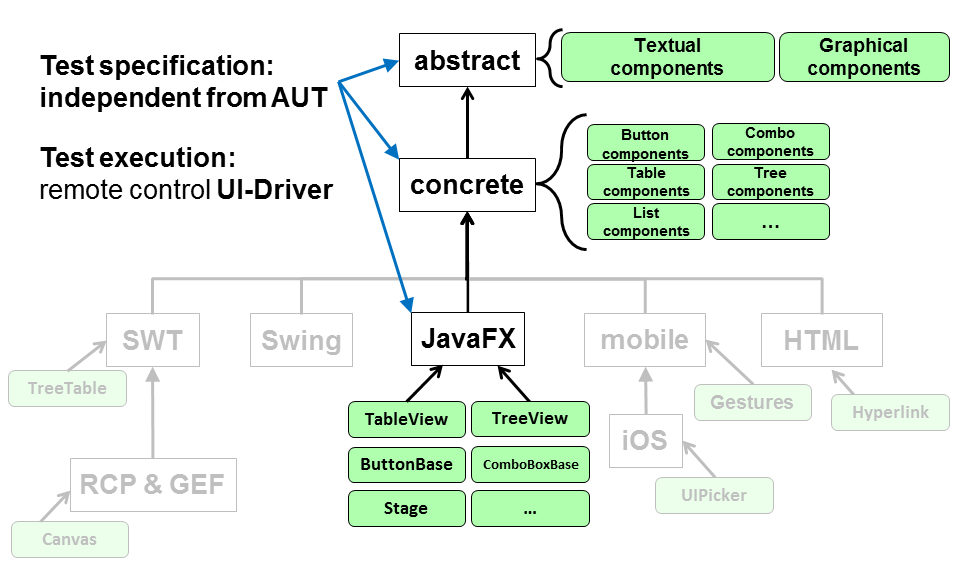 Test specification:
independent from AUT
Test execution:
remote control UI-Driver
abstract
Textual
components
Graphical
components
concrete
Button
components
Combo
components
Table
components
Tree
components
List
components
...
SWT
Swing
JavaFX
mobile
HTML
TreeTable
TableView
TreeView
Gestures
Hyperlink
iOS
ButtonBase
ComboBoxBase
RCP & GEF
UIPicker
Stage
...
Canvas